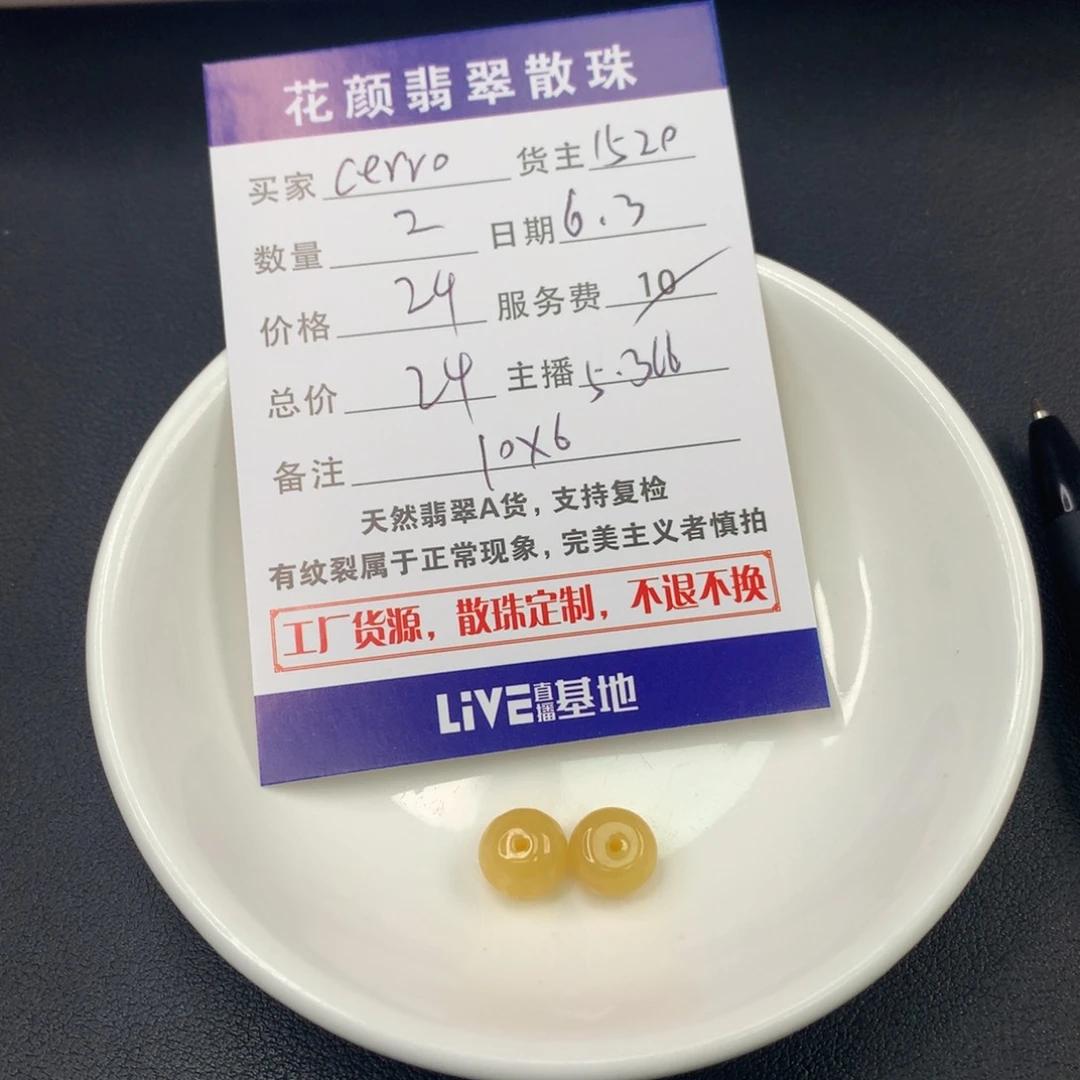 花颜翡翠散珠
买家 cerro 货主 1520
数量 2 日期 6.3
价格 24 服务费 10
总价 24 主播
备注 10X6
天然翡翠A货，支持复检
有纹裂属于正常现象，完美主义者慎拍
工厂货源，散珠定制，不退不换
LiVE直播基地